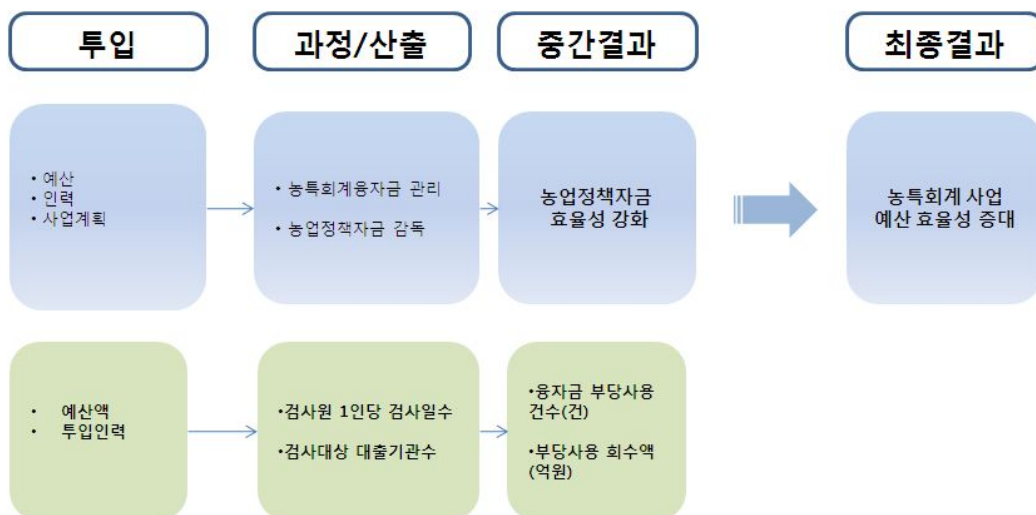 투입
과정/산출
중간결과
최종결과
• 예산
• 인력
• 사업계획
• 농특회계융자금 관리
• 농업정책자금 감독
농업정책자금
효율성 강화
농특회계 사업
예산 효율성 증대
• 예산액
• 투입인력
•검사원 1인당 검사일수
•검사대상 대출기관수
•융자금 부당사용
건수(건)
•부당사용 회수액
(억원)